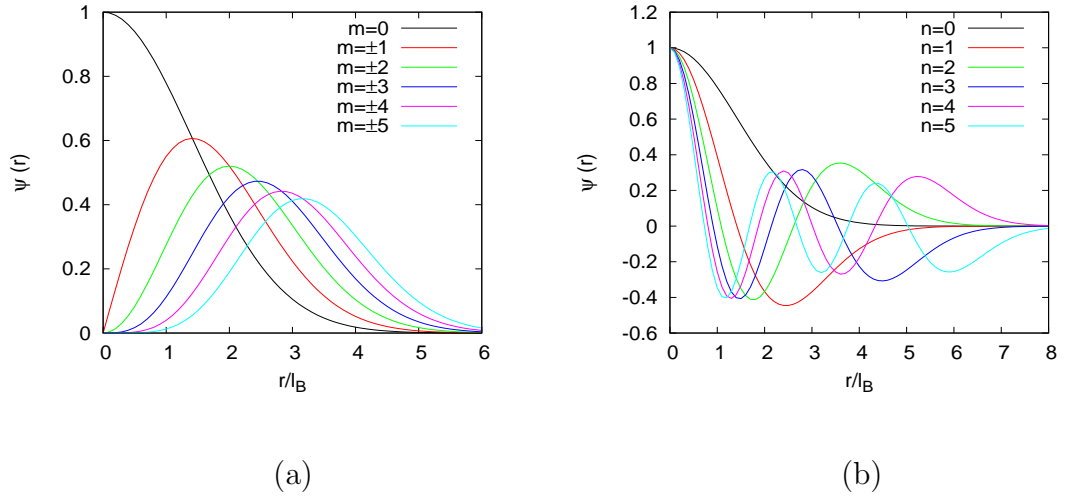 ψ (r)
1
0.8
0.6
0.4
0.2
0
m=0
m=±1
m=±2
m=±3
m=±4
m=±5
0 1 2 3 4 5 6
r/l_B
(a)
ψ (r)
1.2
1
0.8
0.6
0.4
0.2
0
-0.2
-0.4
-0.6
n=0
n=1
n=2
n=3
n=4
n=5
0 1 2 3 4 5 6 7 8
r/l_B
(b)